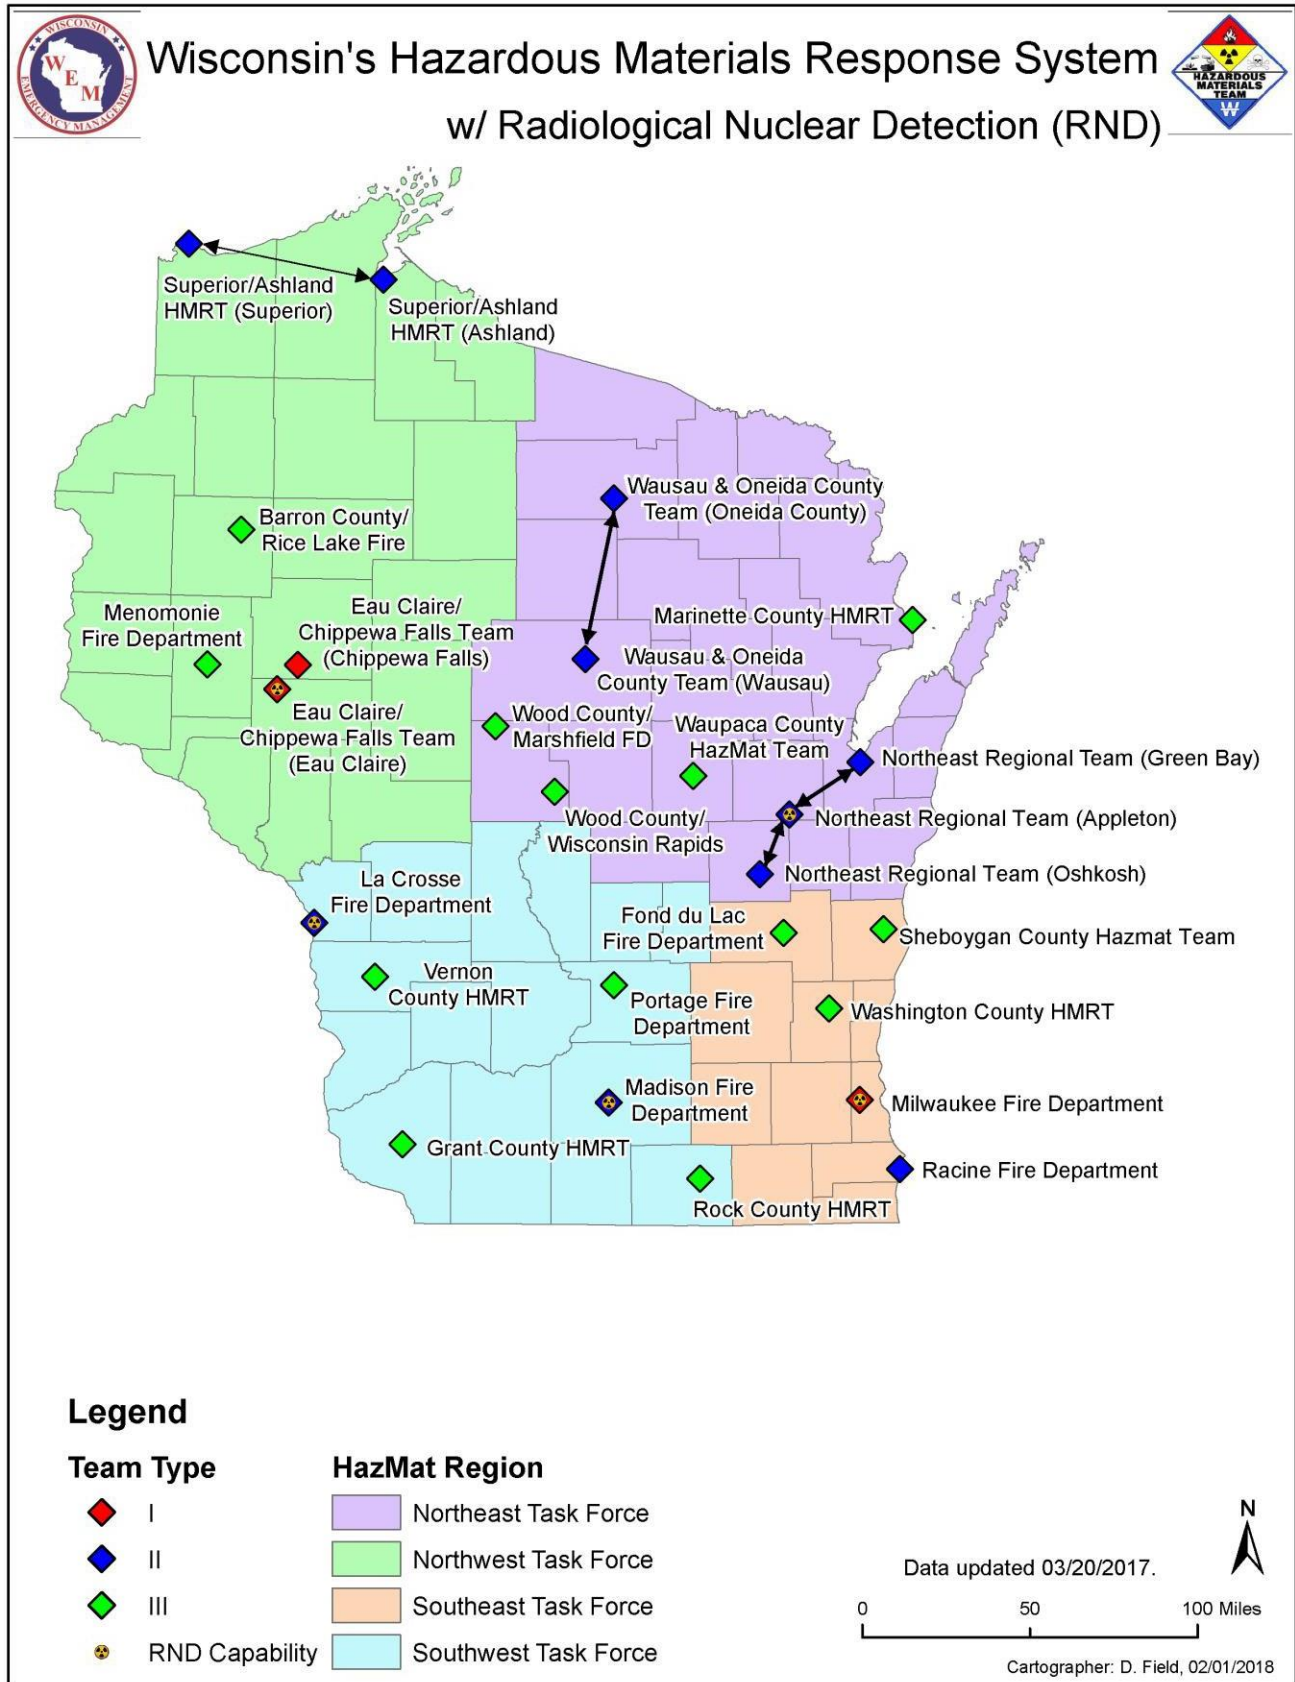 WISCONSIN
WEM
EMERGENCY MANAGEMENT
Wisconsin's Hazardous Materials Response System
w/ Radiological Nuclear Detection (RND)
HAZARDOUS
MATERIALS
TEAM
W
Superior/Ashland
HMRT (Superior)
Superior/Ashland
HMRT (Ashland)
Wausau & Oneida County
Team (Oneida County)
Barron County/
Rice Lake Fire
Menomonie
Fire Department
Eau Claire/
Chippewa Falls Team
(Chippewa Falls)
Marinette County HMRT
Wausau & Oneida
County Team (Wausau)
Eau Claire/
Chippewa Falls Team
(Eau Claire)
Wood County/
Marshfield FD
Waupaca County
HazMat Team
Northeast Regional Team (Green Bay)
Wood County/
Wisconsin Rapids
Northeast Regional Team (Appleton)
Northeast Regional Team (Oshkosh)
La Crosse
Fire Department
Fond du Lac
Fire Department
Sheboygan County Hazmat Team
Vernon
County HMRT
Portage Fire
Department
Washington County HMRT
Madison Fire
Department
Milwaukee Fire Department
Grant County HMRT
Racine Fire Department
Rock County HMRT
Legend
Team Type
I
II
III
RND Capability
HazMat Region
Northeast Task Force
Northwest Task Force
Southeast Task Force
Southwest Task Force
N
Data updated 03/20/2017.
0 50 100 Miles
Cartographer: D. Field, 02/01/2018